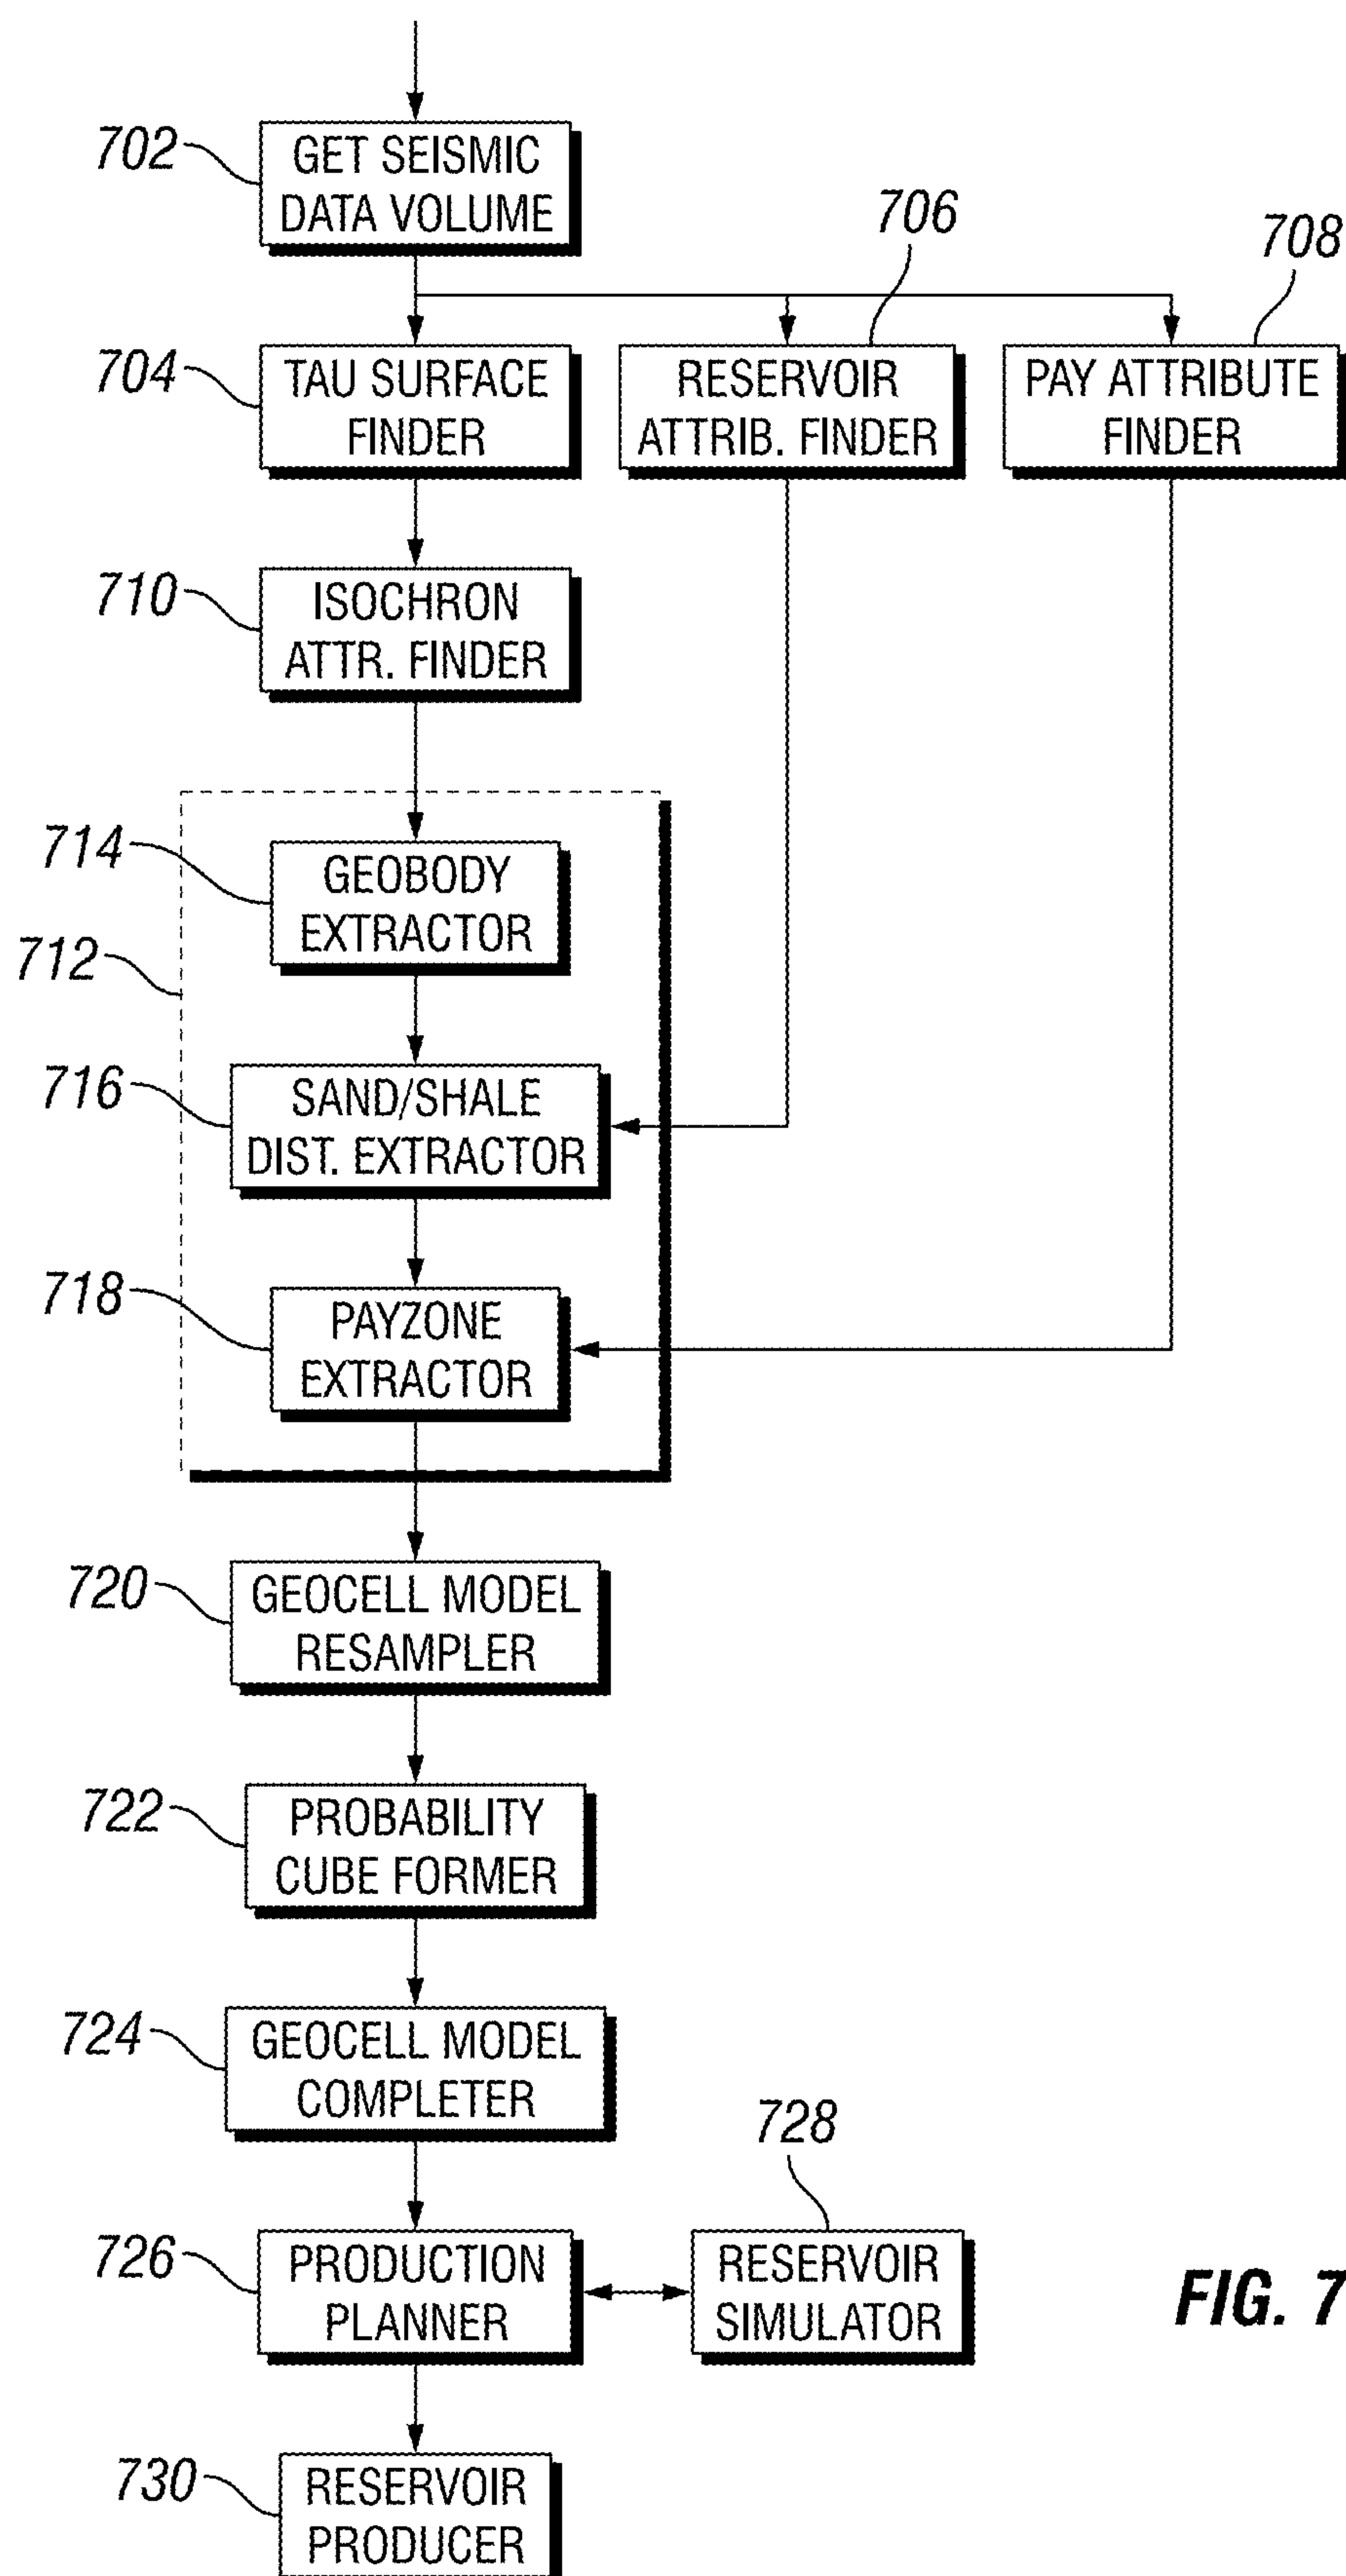 702
GET SEISMIC
DATA VOLUME
706
708
704
TAU SURFACE
FINDER
RESERVOIR
ATTRIB. FINDER
PAY ATTRIBUTE
FINDER
710
ISOCHRON
ATTR. FINDER
714
GEOBODY
EXTRACTOR
712
716
SAND/SHALE
DIST. EXTRACTOR
718
PAYZONE
EXTRACTOR
720
GEOCELL MODEL
RESAMPLER
722
PROBABILITY
CUBE FORMER
724
GEOCELL MODEL
COMPLETER
728
726
PRODUCTION
PLANNER
RESERVOIR
SIMULATOR
FIG. 7
730
RESERVOIR
PRODUCER